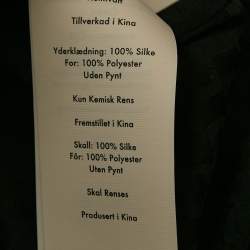 Tillverkad i Kina
Yderklædning: 100% Silke
For: 100% Polyester
Uden Pynt
Kun Kemisk Rens
Fremstillet i Kina
Skall: 100% Silke
Fôr: 100% Polyester
Uten Pynt
Skal Renses
Produsert i Kina